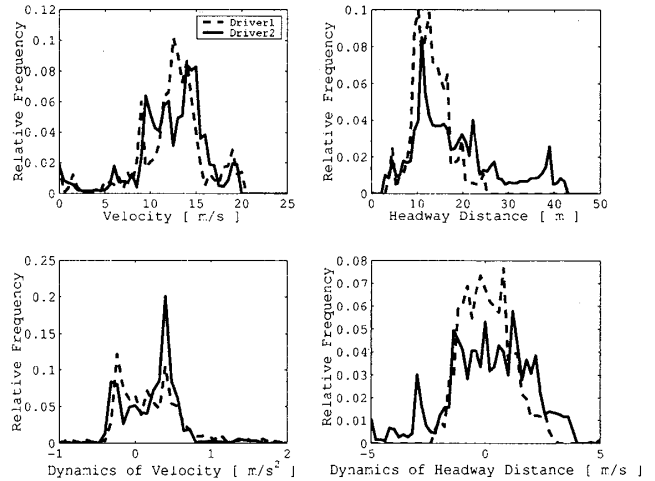 0.12
0.1
0.08
0.06
0.04
0.02
0
Relative Frequency
0 5 10 15 20 25
Velocity [ m/s ]
Driver1
Driver2
0.1
0.08
0.06
0.04
0.02
0
Relative Frequency
0 10 20 30 40 50
Headway Distance [ m ]
0.25
0.2
0.15
0.1
0.05
0
Relative Frequency
-1 0 1 2
Dynamics of Velocity [ m/s² ]
0.08
0.07
0.06
0.05
0.04
0.03
0.02
0.01
0
Relative Frequency
-5 0 5
Dynamics of Headway Distance [ m/s ]